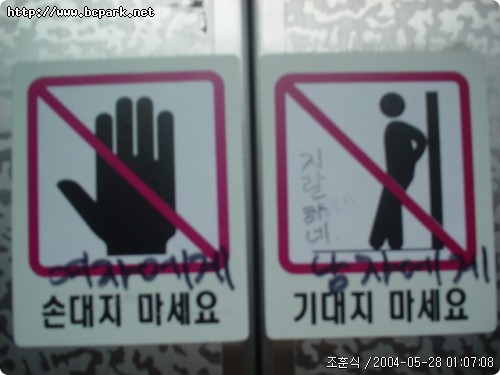 http://www.bcpark.net
여자에게
손대지 마세요
지
랄
하
네.
남자에게
기대지 마세요
조훈식 / 2004-05-28 01:07:08